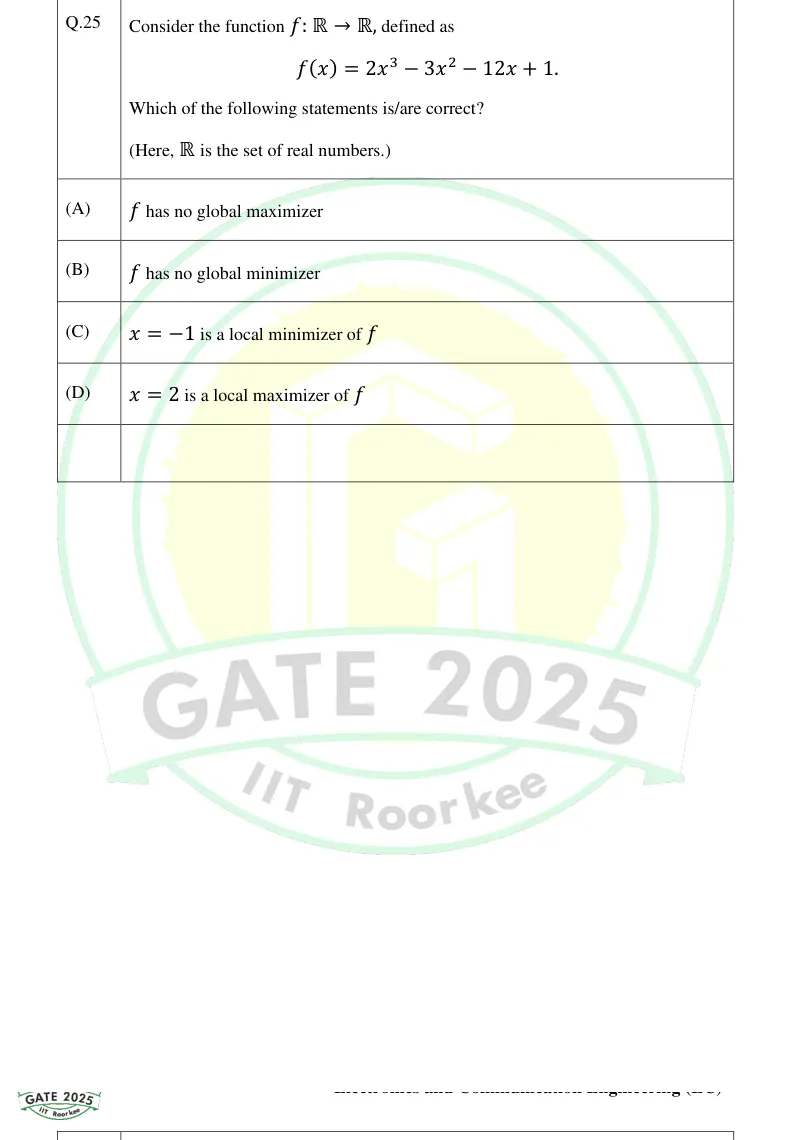 Q.25 Consider the function 𝑓: ℝ → ℝ, defined as
𝑓(𝑥) = 2𝑥³ − 3𝑥² − 12𝑥 + 1.
Which of the following statements is/are correct?
(Here, ℝ is the set of real numbers.)
(A) 𝑓 has no global maximizer
(B) 𝑓 has no global minimizer
(C) 𝑥 = −1 is a local minimizer of 𝑓
(D) 𝑥 = 2 is a local maximizer of 𝑓
GATE 2025
IIT Roorkee
GATE 2025
IIT Roorkee